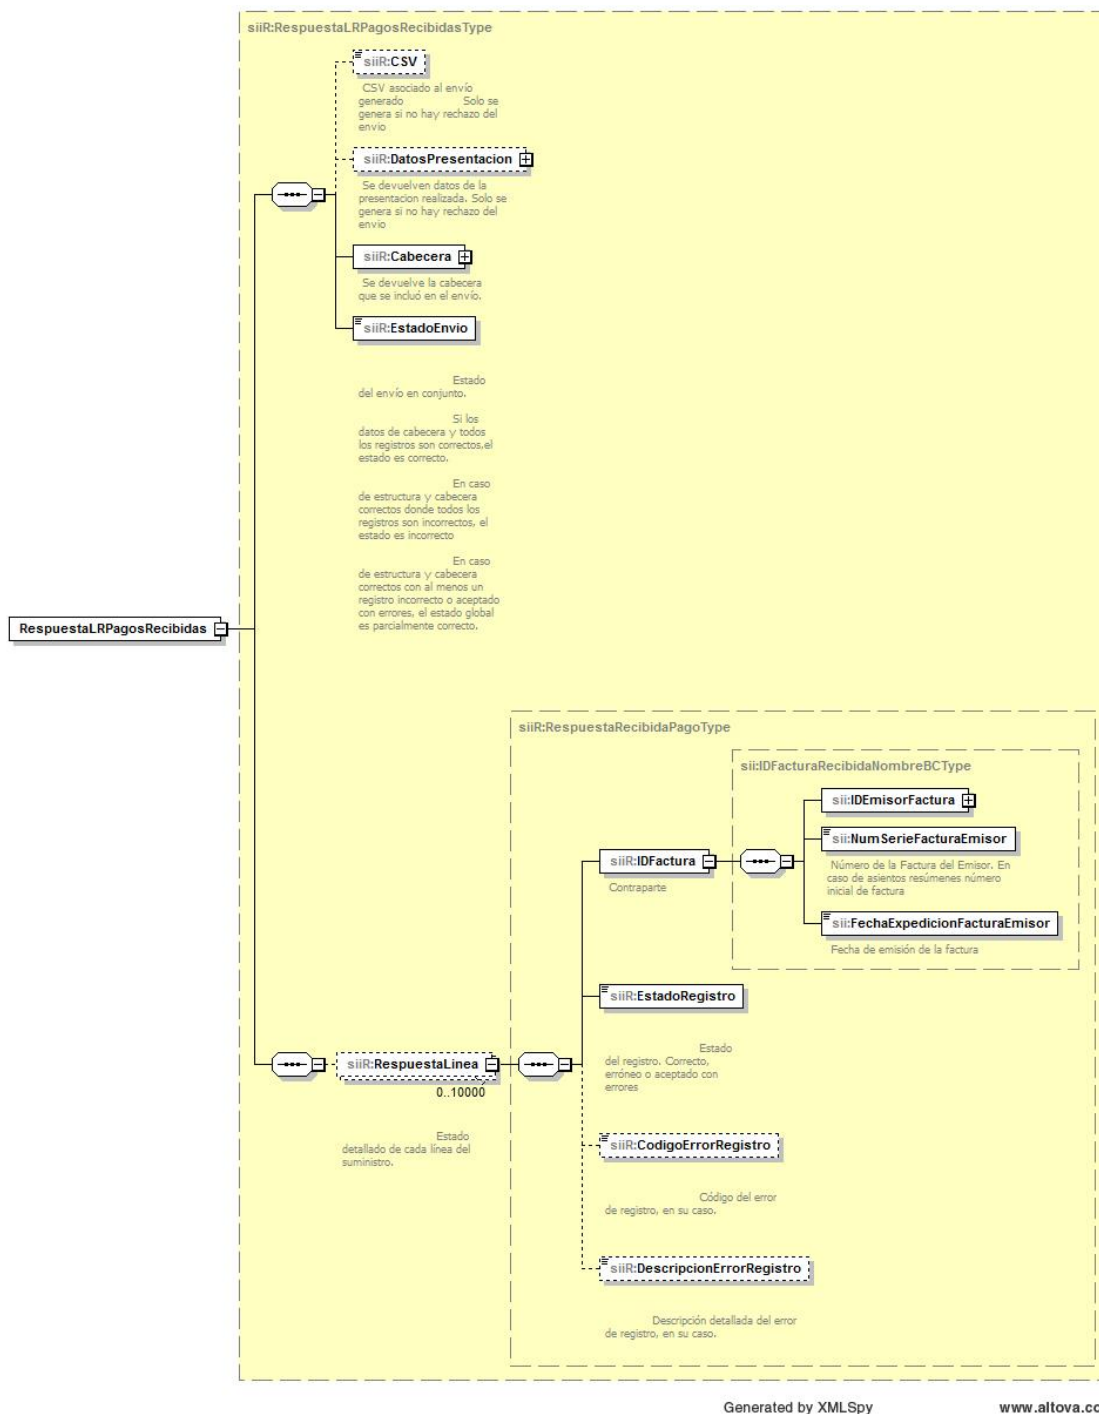 siiR:RespuestaLRPagosRecibidasType
siiR:CSV
CSV asociado al envío
generado Solo se
genera si no hay rechazo del
envio
siiR:DatosPresentacion
Se devuelven datos de la
presentacion realizada. Solo se
genera si no hay rechazo del
envio
siiR:Cabecera
Se devuelve la cabecera
que se incluó en el envío.
siiR:EstadoEnvio
Estado
del envío en conjunto.
Si los
datos de cabecera y todos
los registros son correctos,el
estado es correcto.
En caso
de estructura y cabecera
correctos donde todos los
registros son incorrectos, el
estado es incorrecto
En caso
de estructura y cabecera
correctos con al menos un
registro incorrecto o aceptado
con errores, el estado global
es parcialmente correcto.
RespuestaLRPagosRecibidas
siiR:RespuestaRecibidaPagoType
sii:IDFacturaRecibidaNombreBCType
sii:IDEmisorFactura
sii:NumSerieFacturaEmisor
Número de la Factura del Emisor. En
caso de asientos resúmenes número
inicial de factura
siiR:IDFactura
Contraparte
sii:FechaExpedicionFacturaEmisor
Fecha de emisión de la factura
siiR:EstadoRegistro
Estado
del registro. Correcto,
erróneo o aceptado con
errores
siiR:RespuestaLinea
0..10000
Estado
detallado de cada línea del
suministro.
siiR:CodigoErrorRegistro
Código del error
de registro, en su caso.
siiR:DescripcionErrorRegistro
Descripción detallada del error
de registro, en su caso.
Generated by XMLSpy www.altova.co